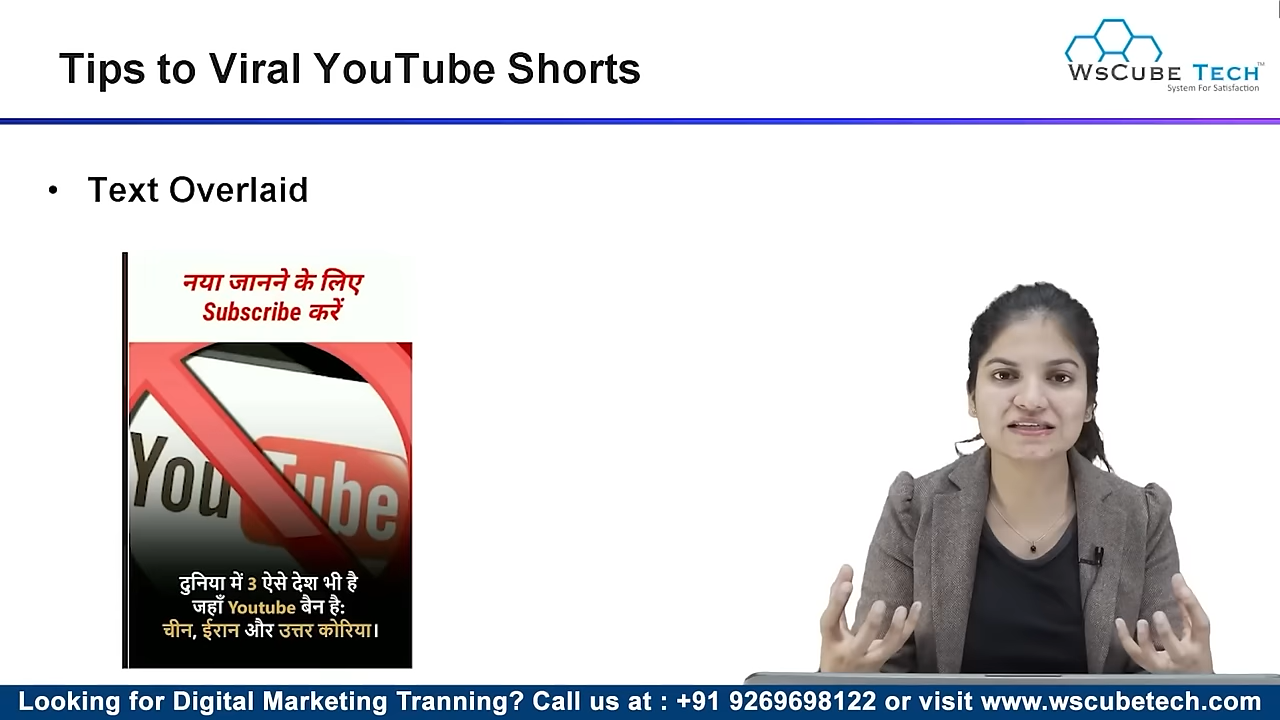 Tips to Viral YouTube Shorts
WsCube Tech™
System For Satisfaction
• Text Overlaid
नया जानने के लिए
Subscribe करें
YouTube
दुनिया में 3 ऐसे देश भी है
जहाँ Youtube बैन है:
चीन, ईरान और उत्तर कोरिया।
Looking for Digital Marketing Tranning? Call us at : +91 9269698122 or visit www.wscubetech.com